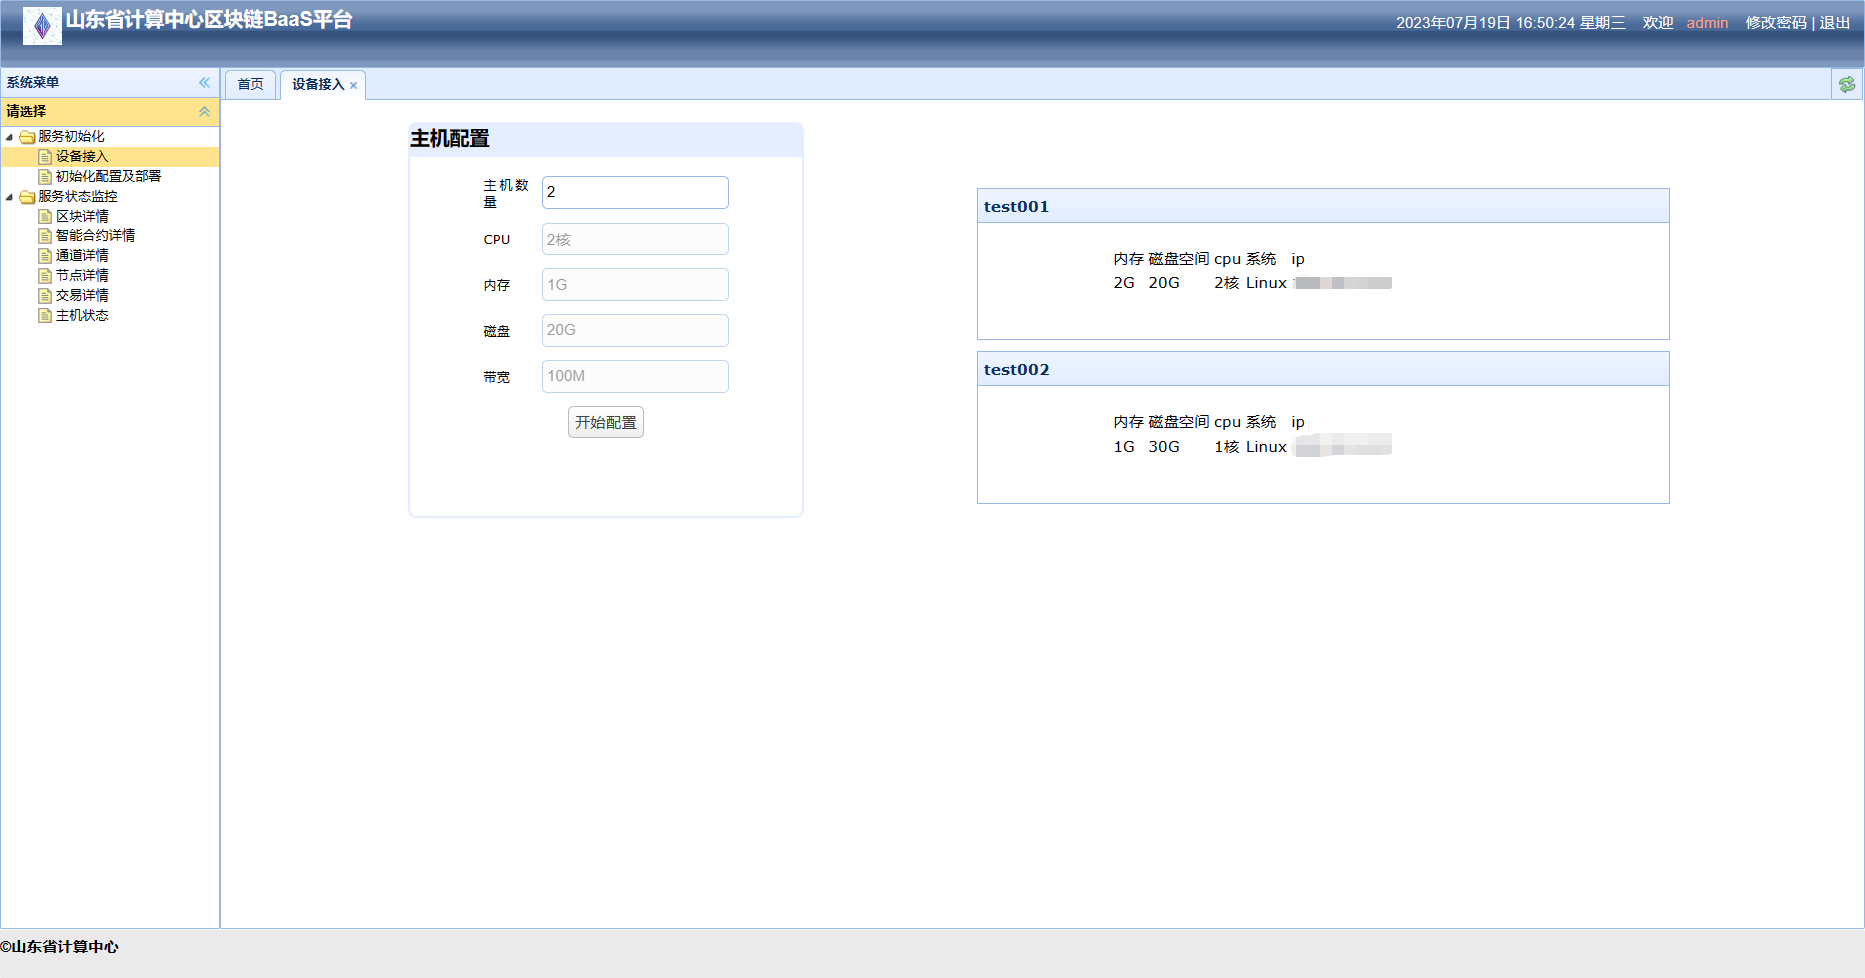 山东省计算中心区块链BaaS平台
2023年07月19日 16:50:24 星期三 欢迎 admin 修改密码 | 退出
系统菜单
请选择
服务初始化
设备接入
初始化配置及部署
服务状态监控
区块详情
智能合约详情
通道详情
节点详情
交易详情
主机状态
首页 设备接入
主机配置
主机数
量
2
CPU 2核
内存 1G
磁盘 20G
带宽 100M
开始配置
test001
内存 磁盘空间 cpu 系统 ip
2G 20G 2核 Linux
test002
内存 磁盘空间 cpu 系统 ip
1G 30G 1核 Linux
©山东省计算中心